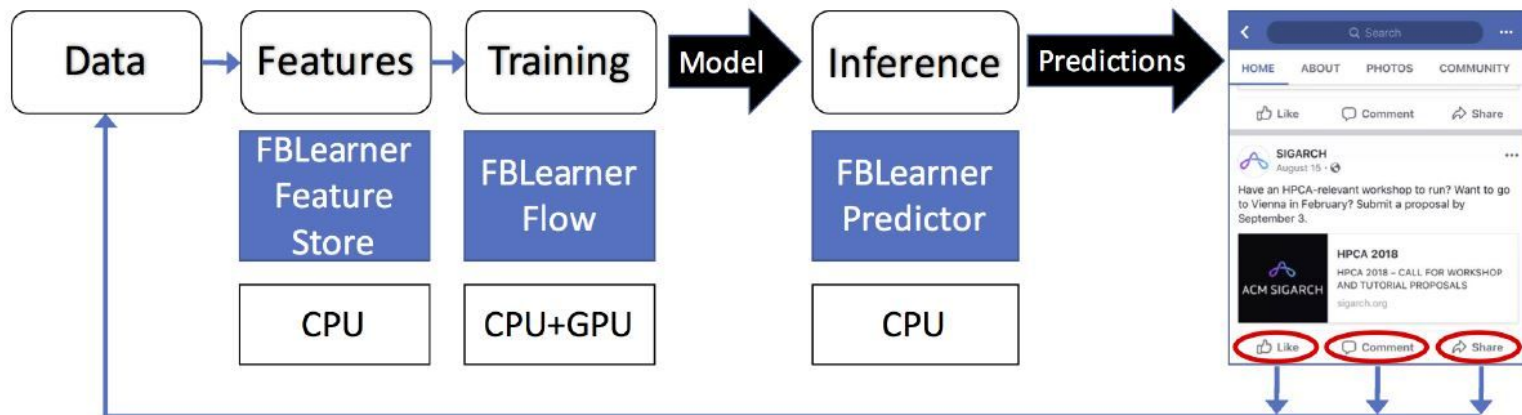 Data
Features
Training
Model
Inference
Predictions
FBLearner
Feature
Store
FBLearner
Flow
FBLearner
Predictor
CPU
CPU+GPU
CPU
Search
HOME ABOUT PHOTOS COMMUNITY
Like Comment Share
SIGARCH
August 15 ·
Have an HPCA-relevant workshop to run? Want to go
to Vienna in February? Submit a proposal by
September 3.
ACM SIGARCH
HPCA 2018
HPCA 2018 – CALL FOR WORKSHOP
AND TUTORIAL PROPOSALS
sigarch.org
Like Comment Share